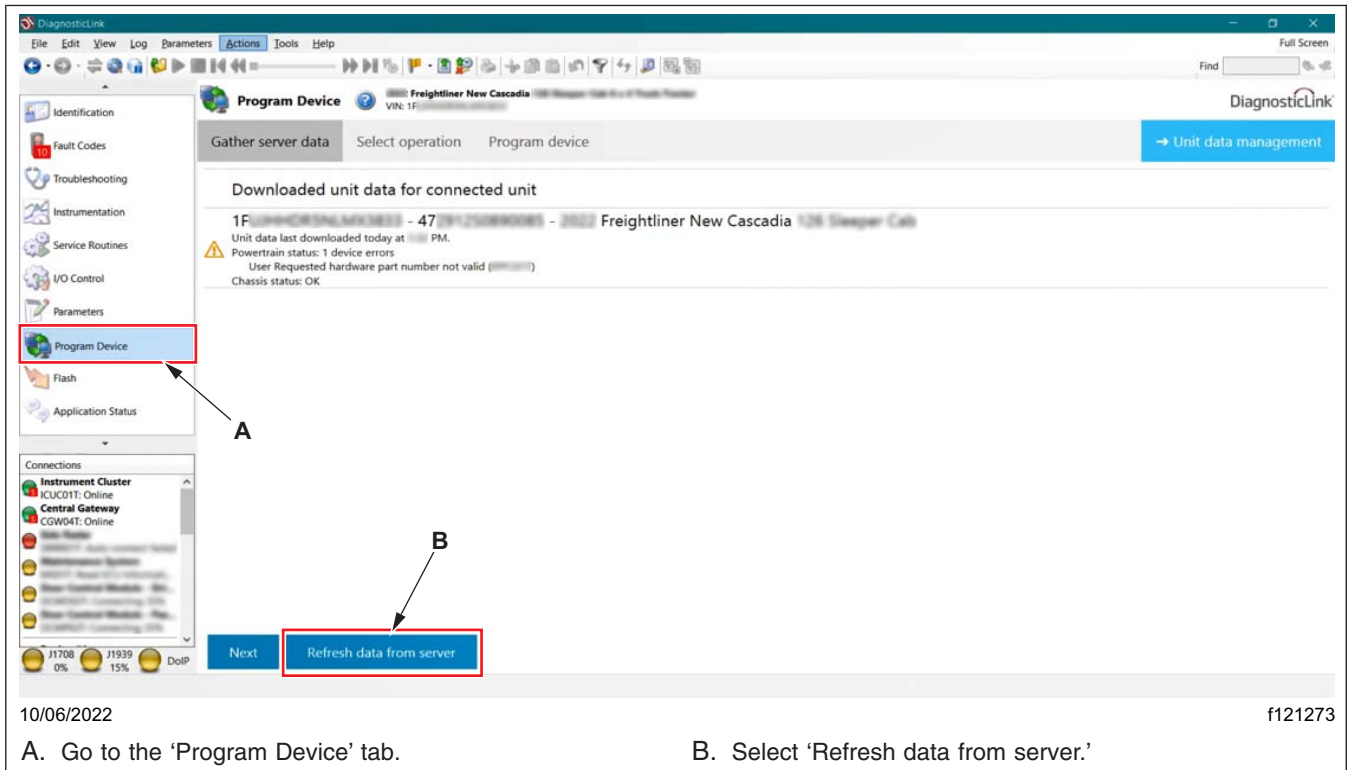 DiagnosticLink
File Edit View Log Parameters Actions Tools Help
Full Screen
Find
Program Device
Freightliner New Cascadia
VIN: 1F
DiagnosticLink
Identification
Fault Codes
10
Troubleshooting
Instrumentation
Service Routines
I/O Control
Parameters
Program Device
Flash
Application Status
Gather server data Select operation Program device
→ Unit data management
Downloaded unit data for connected unit
1F - 47 - Freightliner New Cascadia
Unit data last downloaded today at PM.
Powertrain status: 1 device errors
User Requested hardware part number not valid ( )
Chassis status: OK
A
Connections
Instrument Cluster
ICUC01T: Online
Central Gateway
CGW04T: Online
B
J1708
0%
J1939
15%
DoIP
Next
Refresh data from server
10/06/2022
f121273
A. Go to the ‘Program Device’ tab.
B. Select ‘Refresh data from server.’